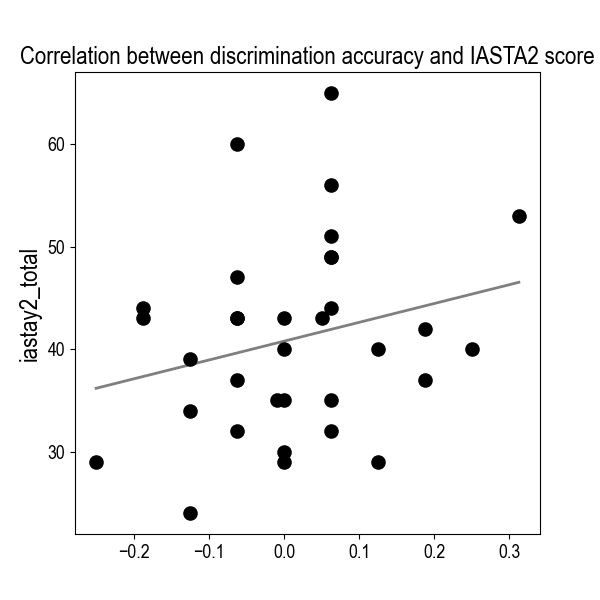 Correlation between discrimination accuracy and IASTA2 score
iastay2_total
60
50
40
30
−0.2 −0.1 0.0 0.1 0.2 0.3